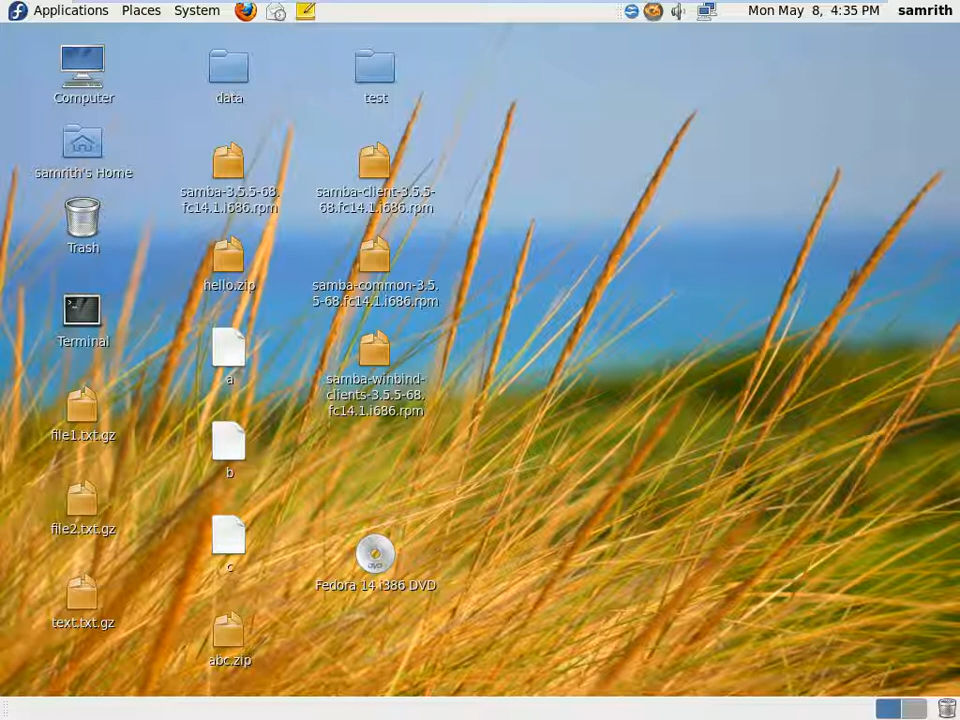 Applications Places System
Mon May 8, 4:35 PM samrith
Computer
samrith's Home
Trash
Terminal
file1.txt.gz
file2.txt.gz
text.txt.gz
data
samba-3.5.5-68.
fc14.1.i686.rpm
hello.zip
a
b
c
abc.zip
test
samba-client-3.5.5-
68.fc14.1.i686.rpm
samba-common-3.5.
5-68.fc14.1.i686.rpm
samba-winbind-
clients-3.5.5-68.
fc14.1.i686.rpm
DVD
Fedora 14 i386 DVD